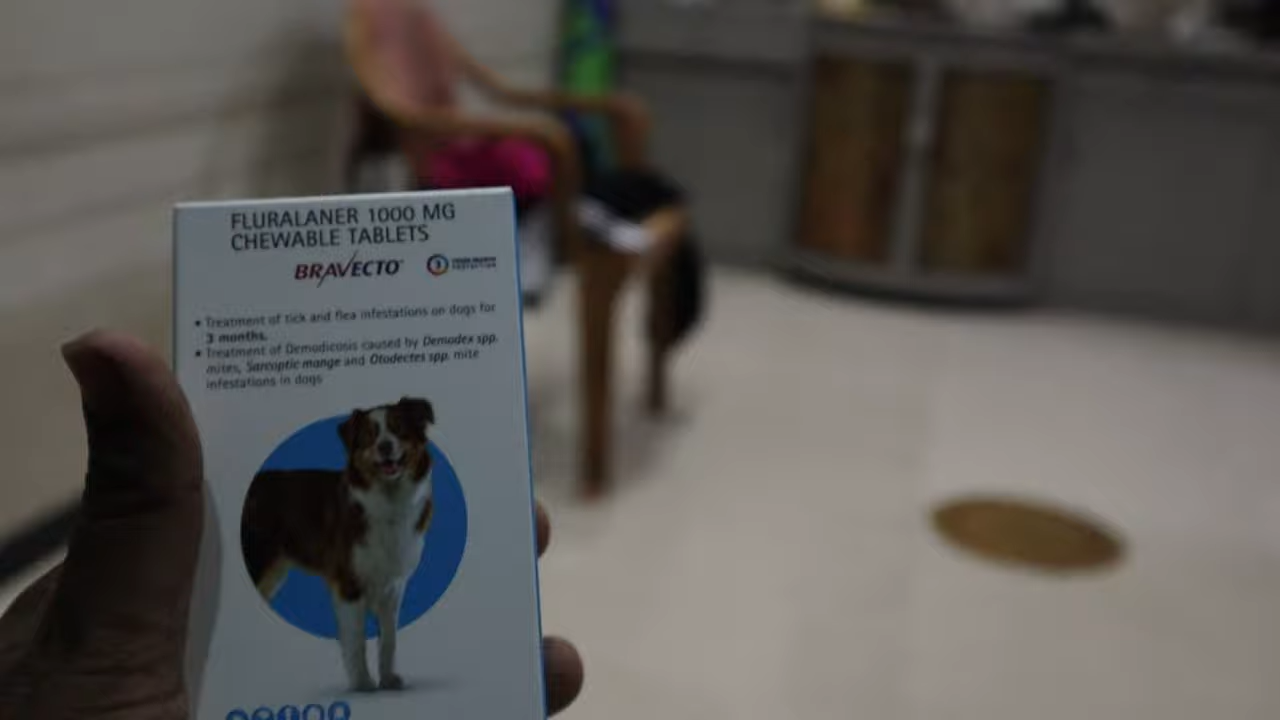 FLURALANER 1000 MG
CHEWABLE TABLETS
BRAVECTO
• Treatment of tick and flea infestations on dogs for
3 months.
• Treatment of Demodicosis caused by Demodex spp.
mites, Sarcoptic mange and Otodectes spp. mite
infestations in dogs